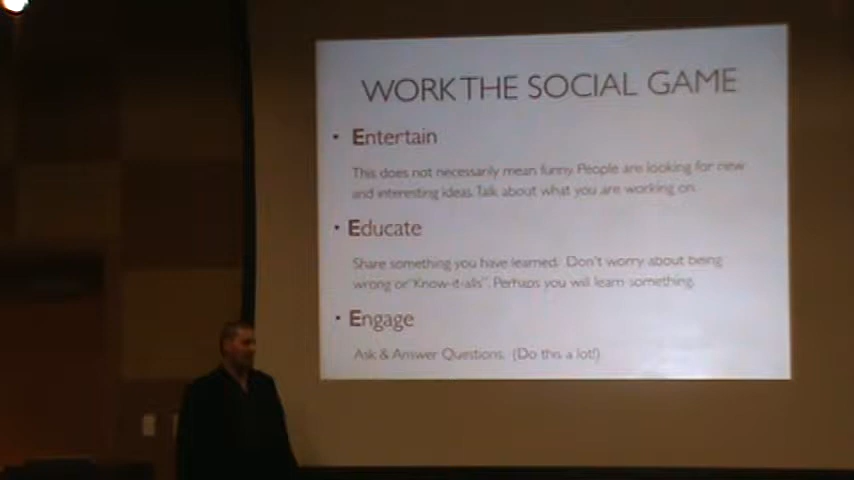 WORK THE SOCIAL GAME
• Entertain
This does not necessarily mean funny. People are looking for new
and interesting ideas. Talk about what you are working on.
• Educate
Share something you have learned. Don't worry about being
wrong or "Know-it-alls". Perhaps you will learn something.
• Engage
Ask & Answer Questions. (Do this a lot!)